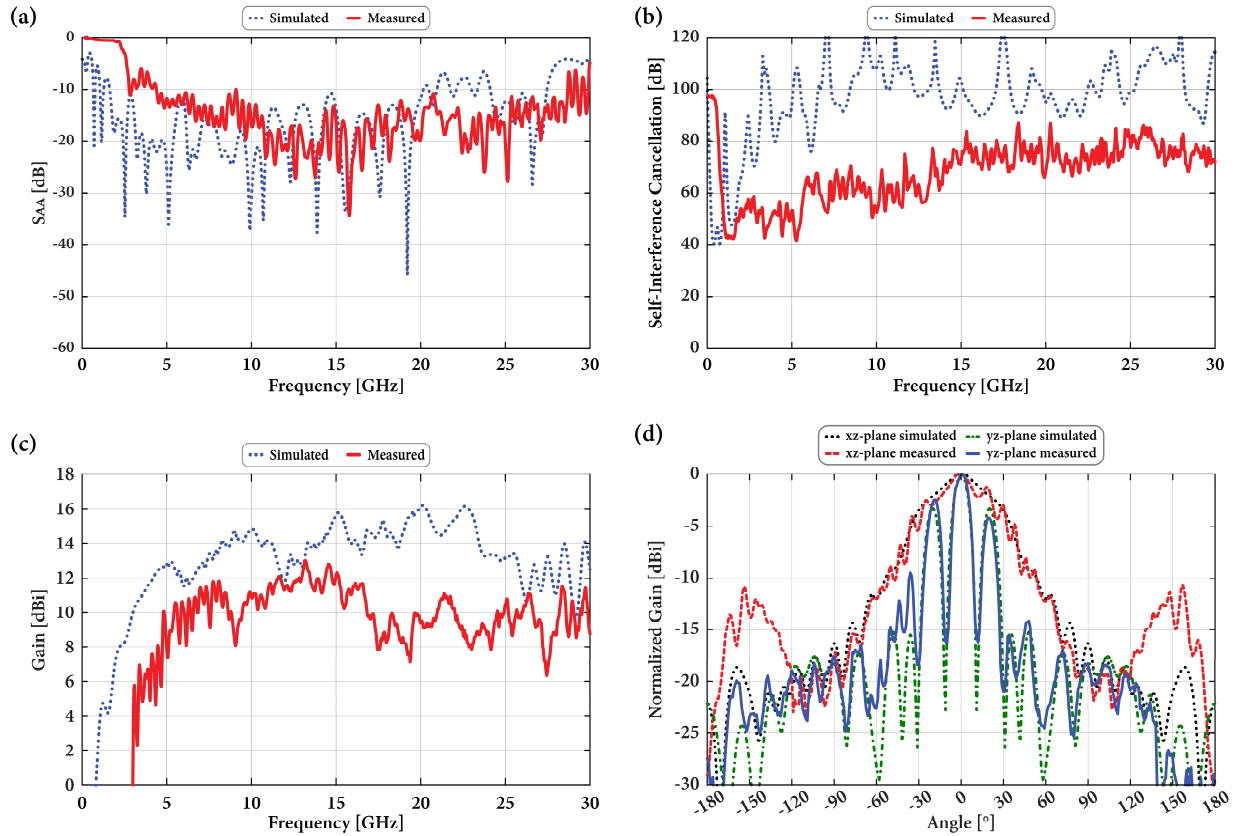 (a)
Simulated Measured
0
-10
-20
-30
-40
-50
-60
SAA [dB]
0 5 10 15 20 25 30
Frequency [GHz]
(b)
Simulated Measured
120
100
80
60
40
20
0
Self-Interference Cancellation [dB]
0 5 10 15 20 25 30
Frequency [GHz]
(c)
Simulated Measured
18
16
14
12
10
8
6
4
2
0
Gain [dBi]
0 5 10 15 20 25 30
Frequency [GHz]
(d)
xz-plane simulated yz-plane simulated
xz-plane measured yz-plane measured
0
-5
-10
-15
-20
-25
-30
Normalized Gain [dBi]
-180 -150 -120 -90 -60 -30 0 30 60 90 120 150 180
Angle [º]